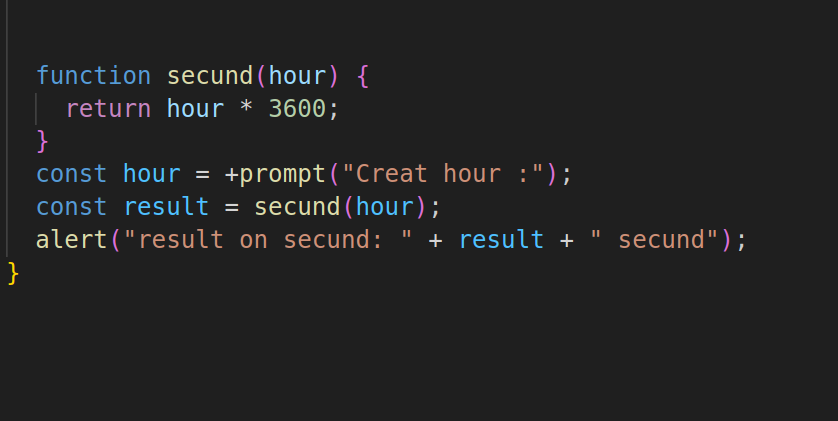 function secund(hour) {
return hour * 3600;
}
const hour = +prompt("Creat hour :");
const result = secund(hour);
alert("result on secund: " + result + " secund");
}